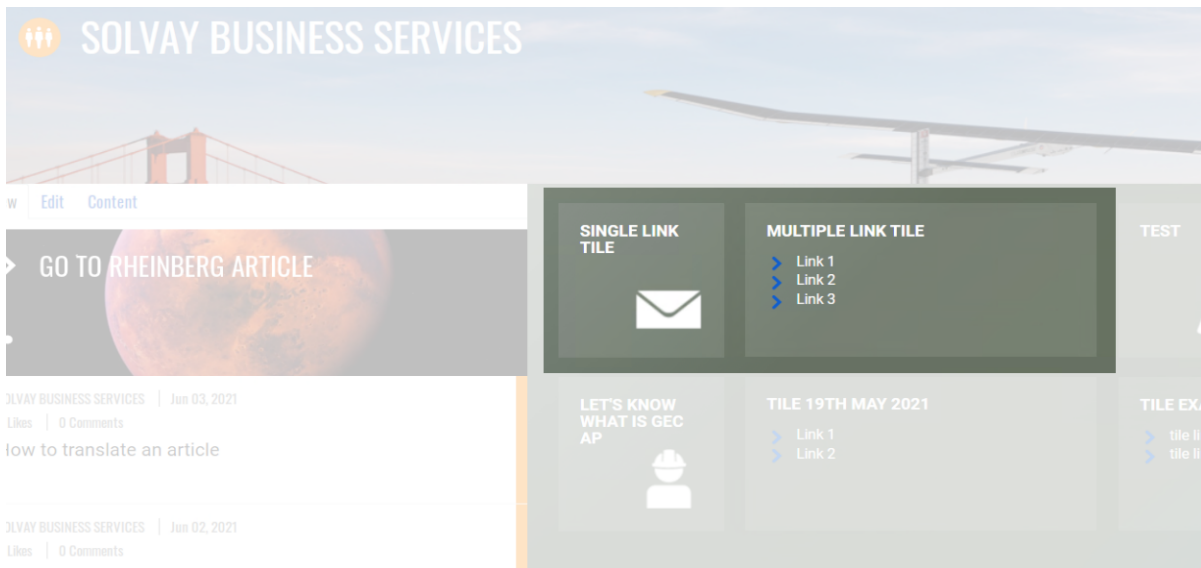 SOLVAY BUSINESS SERVICES
w Edit Content
GO TO RHEINBERG ARTICLE
SINGLE LINK
TILE
MULTIPLE LINK TILE
Link 1
Link 2
Link 3
TEST
OLVAY BUSINESS SERVICES Jun 03, 2021
Likes 0 Comments
How to translate an article
LET'S KNOW
WHAT IS GEC
AP
TILE 19TH MAY 2021
Link 1
Link 2
TILE EXA
tile li
tile li
OLVAY BUSINESS SERVICES Jun 02, 2021
Likes 0 Comments